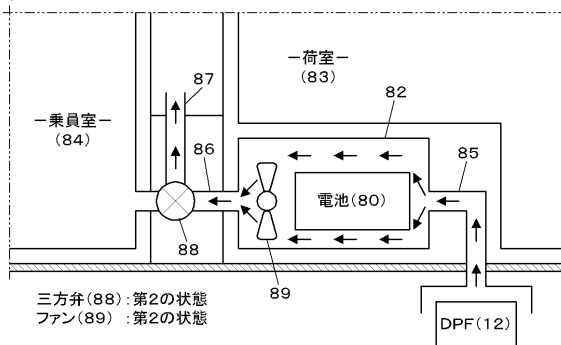 －荷室－
(83)
87
82
－乗員室－
(84)
86
85
電池(80)
88
89
三方弁(88)：第2の状態
ファン(89)：第2の状態
DPF(12)